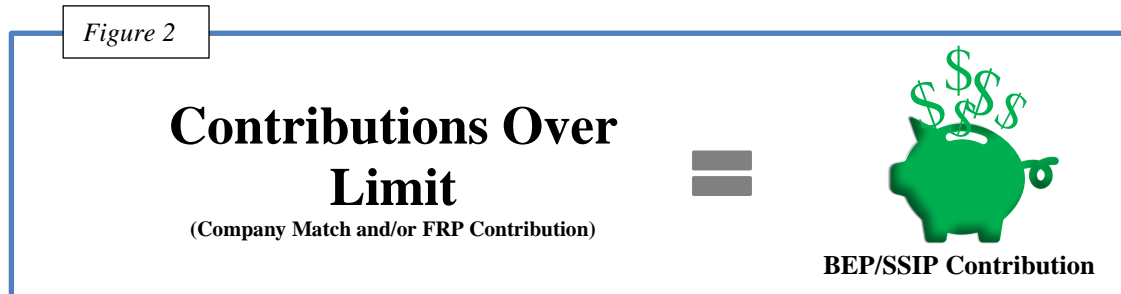 Figure 2
Contributions Over
Limit
(Company Match and/or FRP Contribution)
$ $ $ $ $
BEP/SSIP Contribution